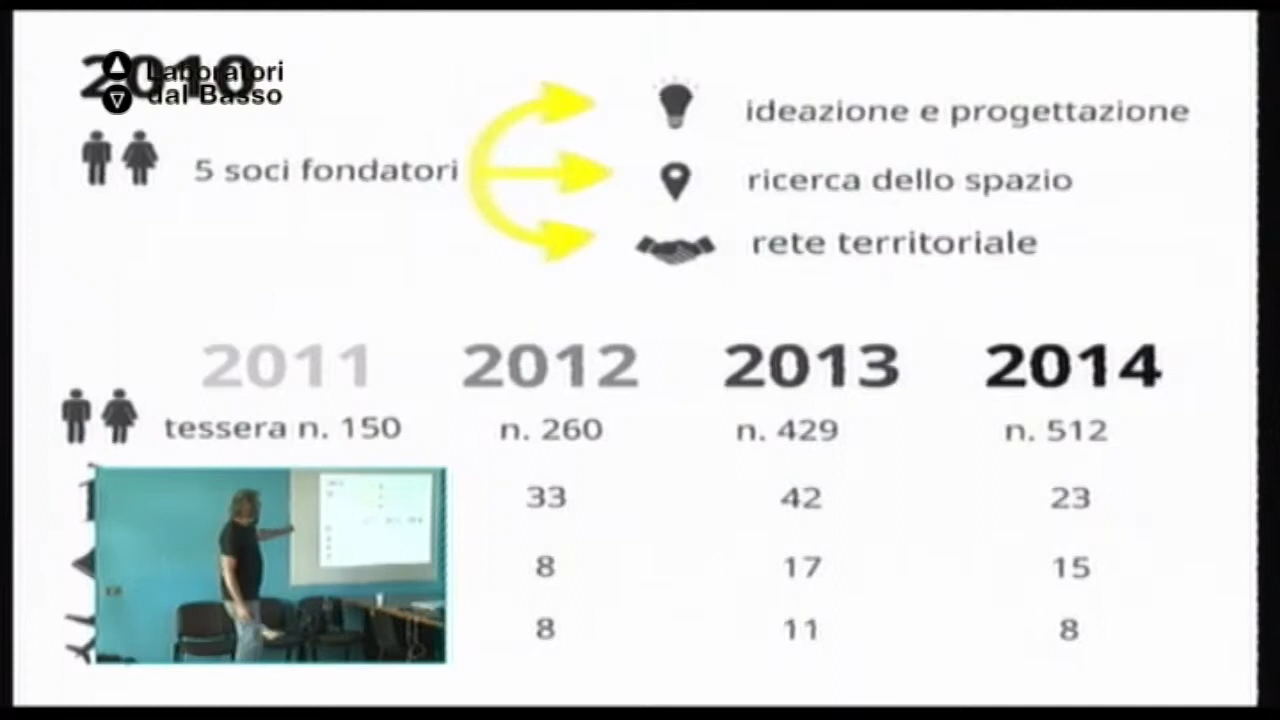 2010
Laboratori
dal Basso
5 soci fondatori
ideazione e progettazione
ricerca dello spazio
rete territoriale
2011 2012 2013 2014
tessera n. 150 n. 260 n. 429 n. 512
33 42 23
8 17 15
8 11 8